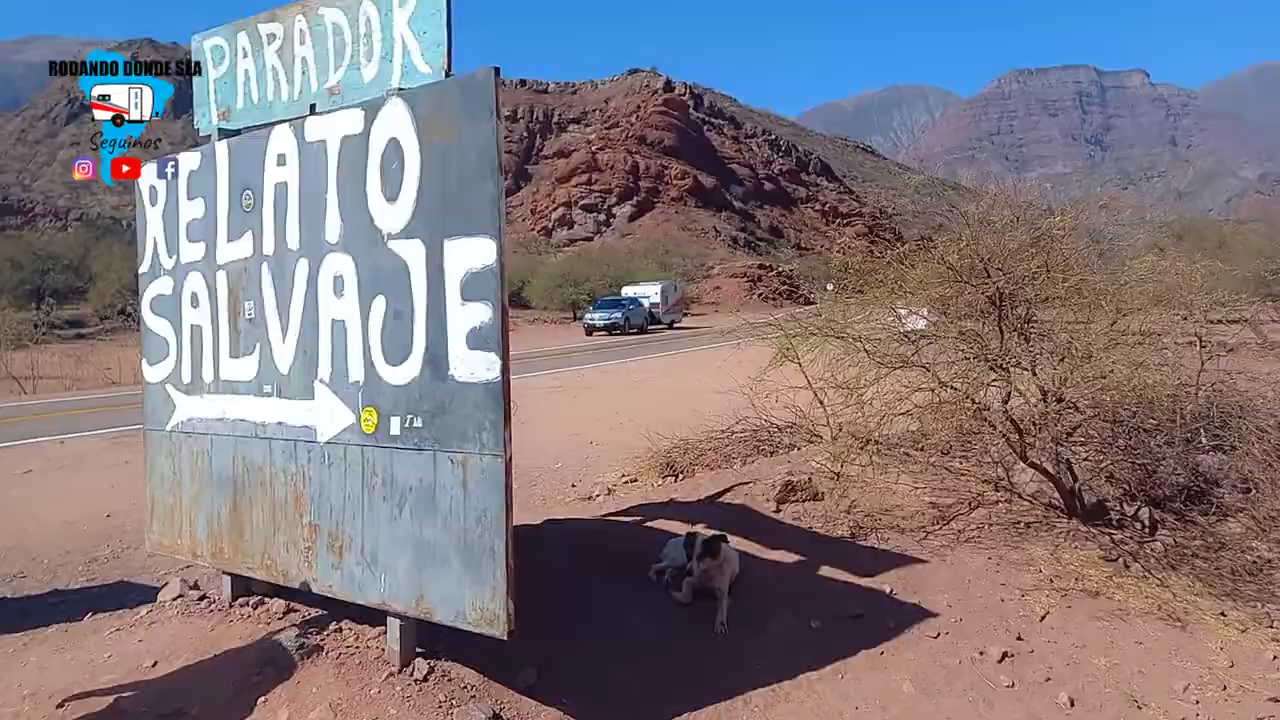 RODANDO DONDE SEA
~ Seguinos
PARADOR
RELATO
SALVAJE